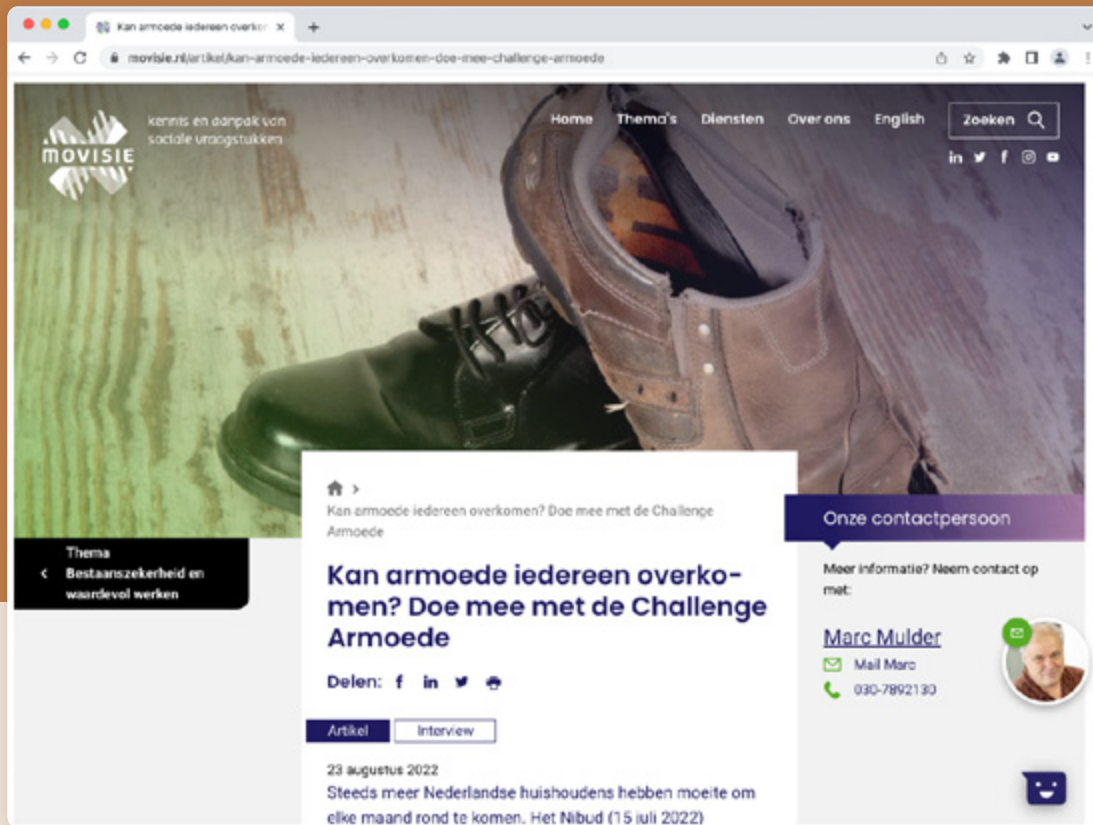 Kan armoede iedereen overko
movisie.nl/artikel/kan-armoede-iedereen-overkomen-doe-mee-challenge-armoede
MOVISIE
kennis en aanpak van
sociale vraagstukken
Home Thema's Diensten Over ons English Zoeken
Kan armoede iedereen overkomen? Doe mee met de Challenge
Armoede
Thema
Bestaanszekerheid en
waardevol werken
Kan armoede iedereen overko-
men? Doe mee met de Challenge
Armoede
Delen:
Artikel Interview
23 augustus 2022
Steeds meer Nederlandse huishoudens hebben moeite om
elke maand rond te komen. Het Nibud (15 juli 2022)
Onze contactpersoon
Meer informatie? Neem contact op
met:
Marc Mulder
Mail Marc
030-7892130